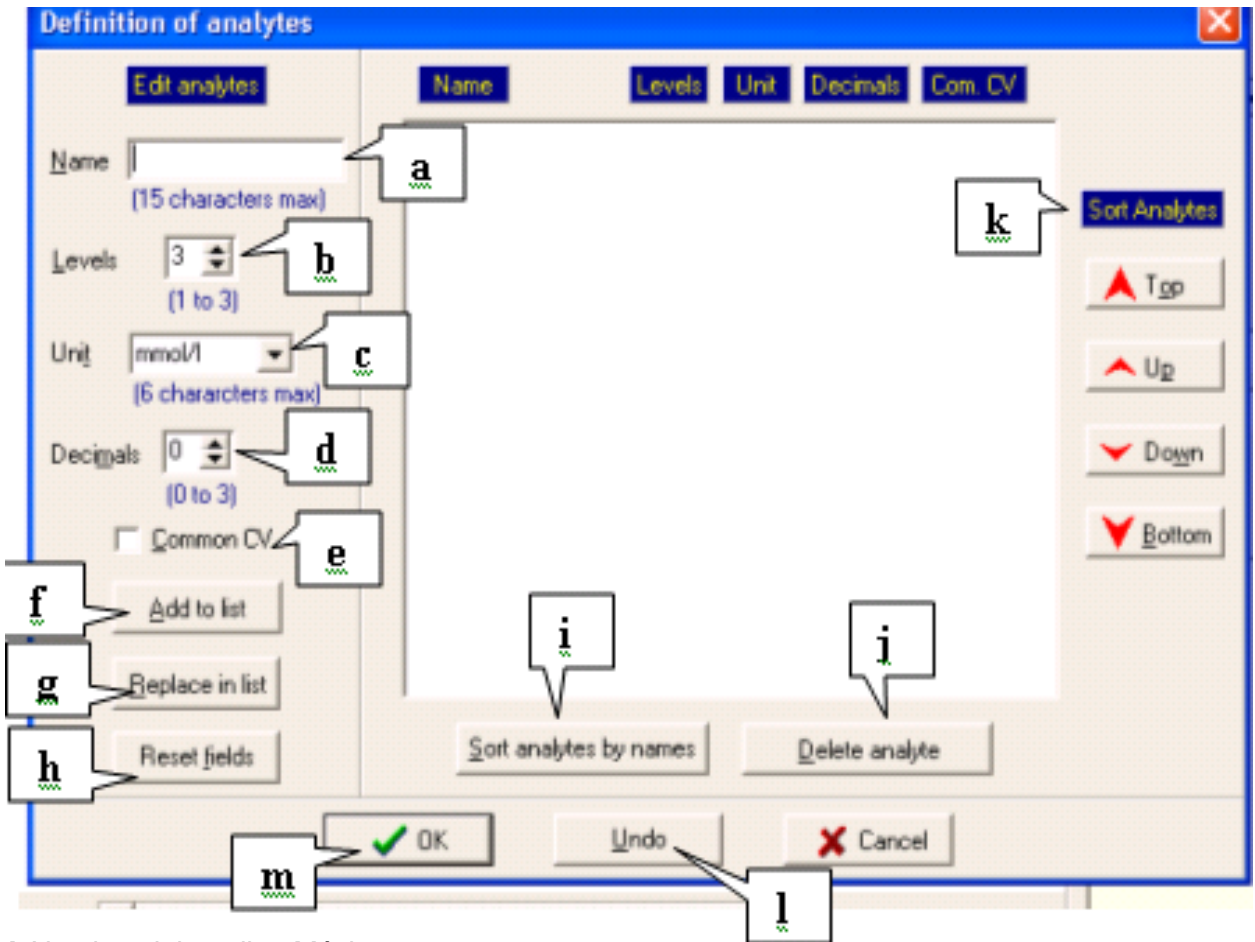 Definition of analytes
Edit analytes
Name Levels Unit Decimals Com. CV
Name
a
(15 characters max)
k
Sort Analytes
Levels 3
b
(1 to 3)
Top
Unit mmol/l
c
(6 chararcters max)
Up
Decimals 0
d
(0 to 3)
Down
Common CV
e
Bottom
f
Add to list
i
j
g
Replace in list
h
Reset fields
Sort analytes by names
Delete analyte
OK
Undo
Cancel
m
l